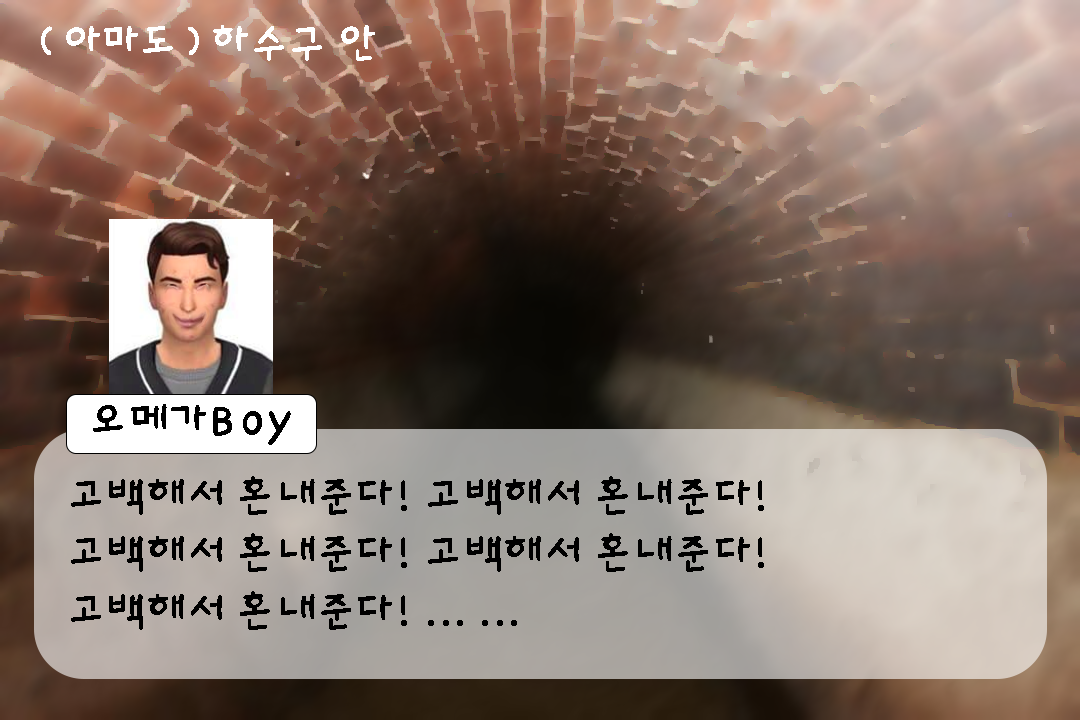 ( 아마도 ) 하수구 안
오메가Boy
고백해서 혼내준다! 고백해서 혼내준다!
고백해서 혼내준다! 고백해서 혼내준다!
고백해서 혼내준다! ... ...